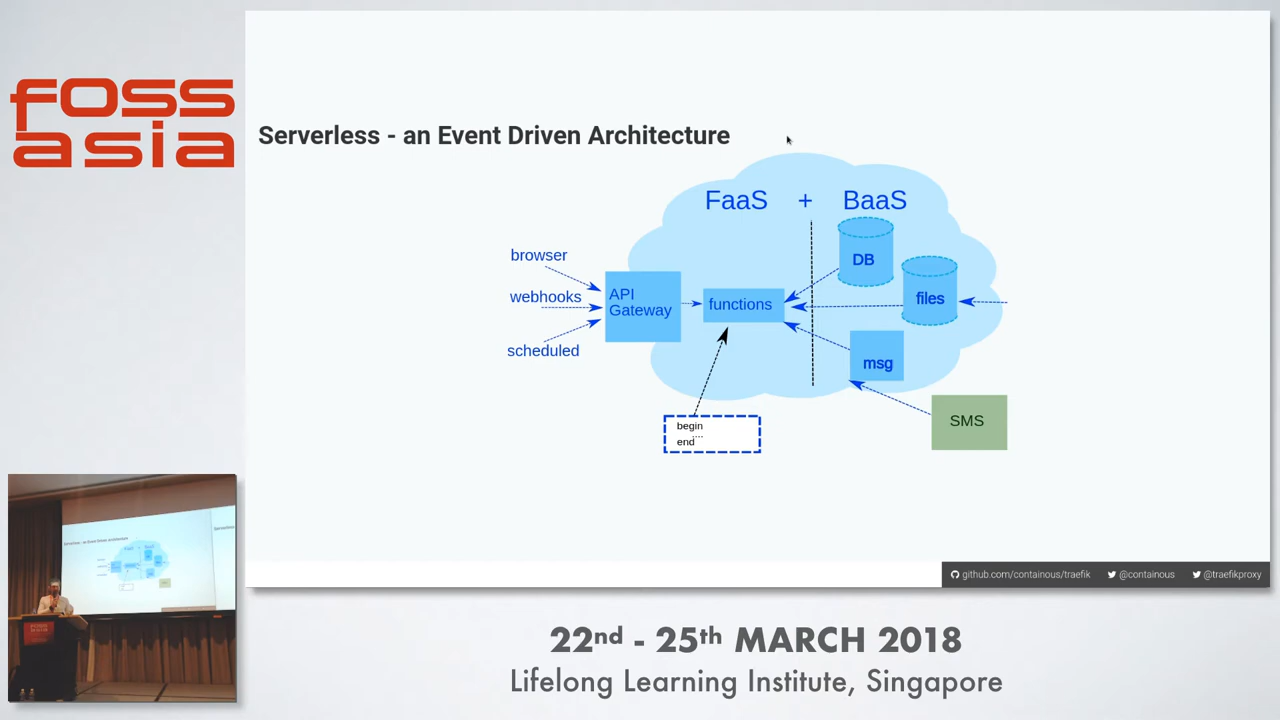 foss
asia
Serverless - an Event Driven Architecture
FaaS + BaaS
browser
webhooks
scheduled
API
Gateway
functions
DB
files
msg
SMS
begin
....
end
github.com/containous/traefik @containous @traefikproxy
22nd - 25th MARCH 2018
Lifelong Learning Institute, Singapore